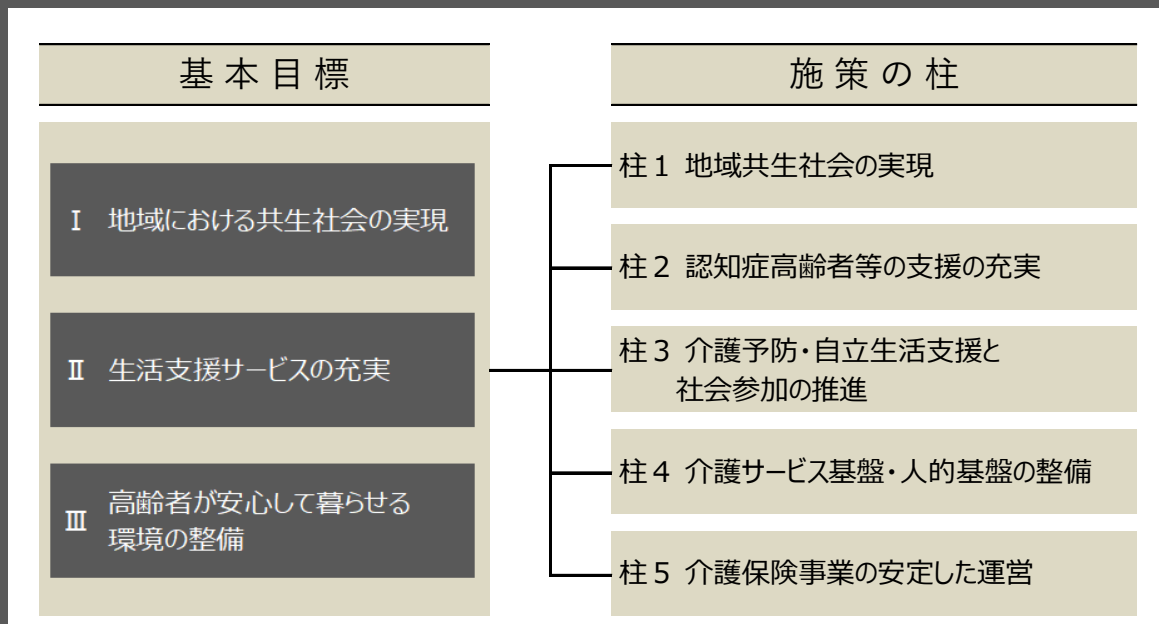 基本目標
施策の柱
Ⅰ 地域における共生社会の実現
Ⅱ 生活支援サービスの充実
Ⅲ 高齢者が安心して暮らせる
環境の整備
柱１ 地域共生社会の実現
柱２ 認知症高齢者等の支援の充実
柱３ 介護予防・自立生活支援と
社会参加の推進
柱４ 介護サービス基盤・人的基盤の整備
柱５ 介護保険事業の安定した運営